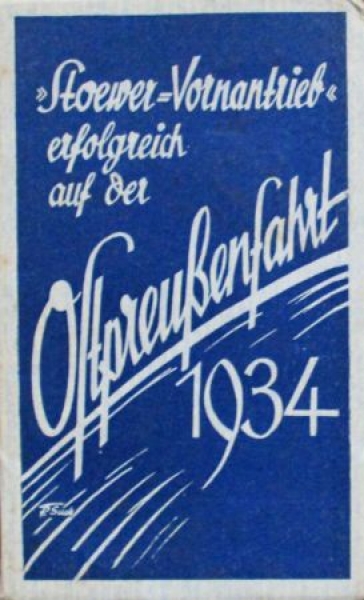 »Stoewer=Vornantrieb«
erfolgreich
auf der
Ostpreußenfahrt
1934